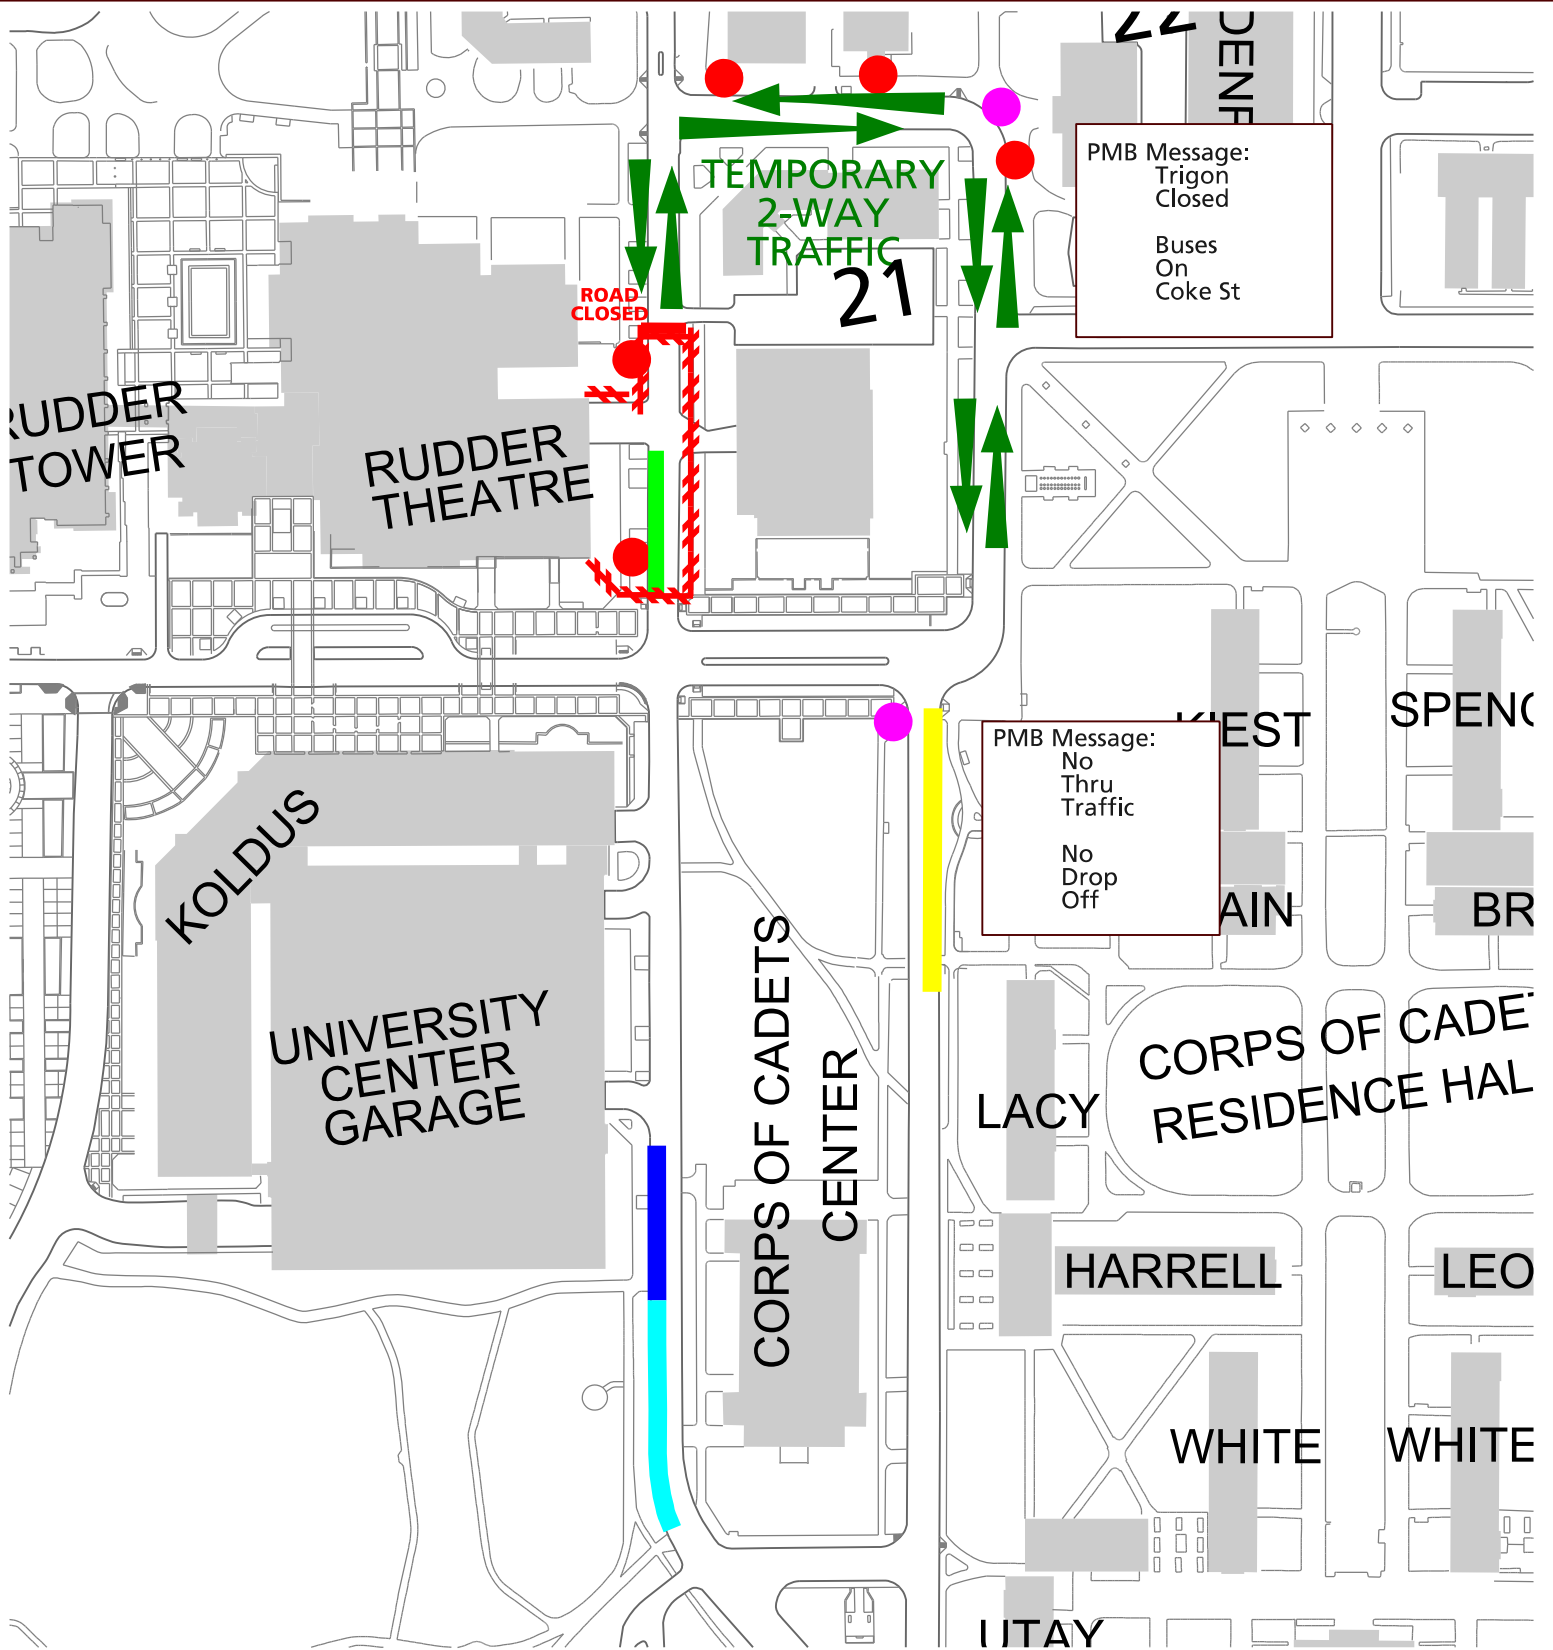 22
DENF
PMB Message:
Trigon
Closed
Buses
On
Coke St
TEMPORARY
2-WAY
TRAFFIC
21
ROAD
CLOSED
RUDDER
TOWER
RUDDER
THEATRE
KIEST
SPENC
PMB Message:
No
Thru
Traffic
No
Drop
Off
KOLDUS
AIN
BR
CORPS OF CADETS
CENTER
UNIVERSITY
CENTER
GARAGE
LACY
CORPS OF CADET
RESIDENCE HAL
HARRELL
LEO
WHITE
WHITE
UTAY